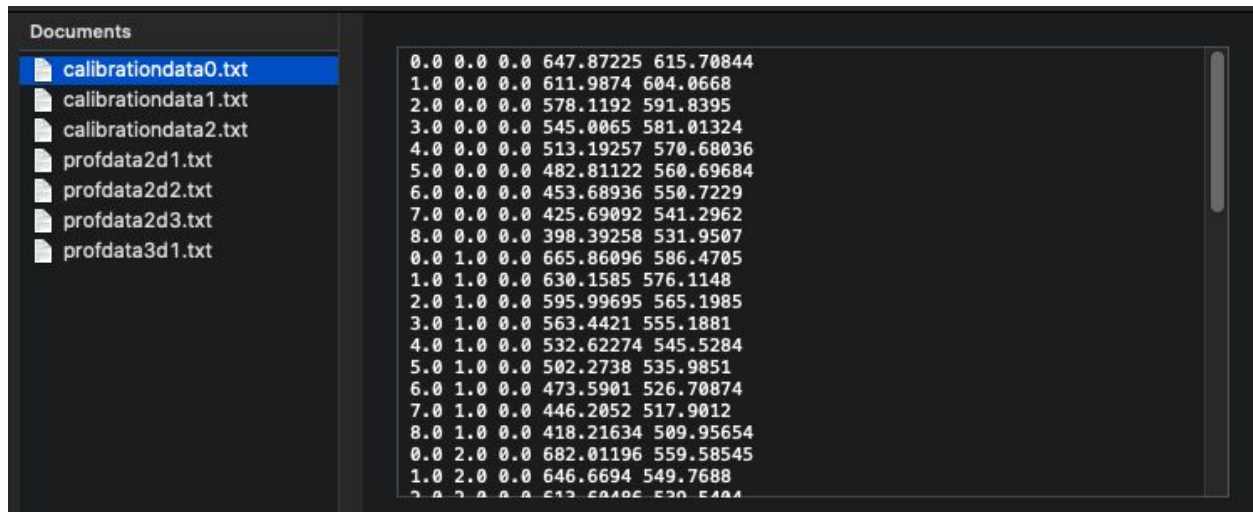 Documents
calibrationdata0.txt
calibrationdata1.txt
calibrationdata2.txt
profdata2d1.txt
profdata2d2.txt
profdata2d3.txt
profdata3d1.txt
0.0 0.0 0.0 647.87225 615.70844
1.0 0.0 0.0 611.9874 604.0668
2.0 0.0 0.0 578.1192 591.8395
3.0 0.0 0.0 545.0065 581.01324
4.0 0.0 0.0 513.19257 570.68036
5.0 0.0 0.0 482.81122 560.69684
6.0 0.0 0.0 453.68936 550.7229
7.0 0.0 0.0 425.69092 541.2962
8.0 0.0 0.0 398.39258 531.9507
0.0 1.0 0.0 665.86096 586.4705
1.0 1.0 0.0 630.1585 576.1148
2.0 1.0 0.0 595.99695 565.1985
3.0 1.0 0.0 563.4421 555.1881
4.0 1.0 0.0 532.62274 545.5284
5.0 1.0 0.0 502.2738 535.9851
6.0 1.0 0.0 473.5901 526.70874
7.0 1.0 0.0 446.2052 517.9012
8.0 1.0 0.0 418.21634 509.95654
0.0 2.0 0.0 682.01196 559.58545
1.0 2.0 0.0 646.6694 549.7688
2.0 2.0 0.0 613.60486 539.5404